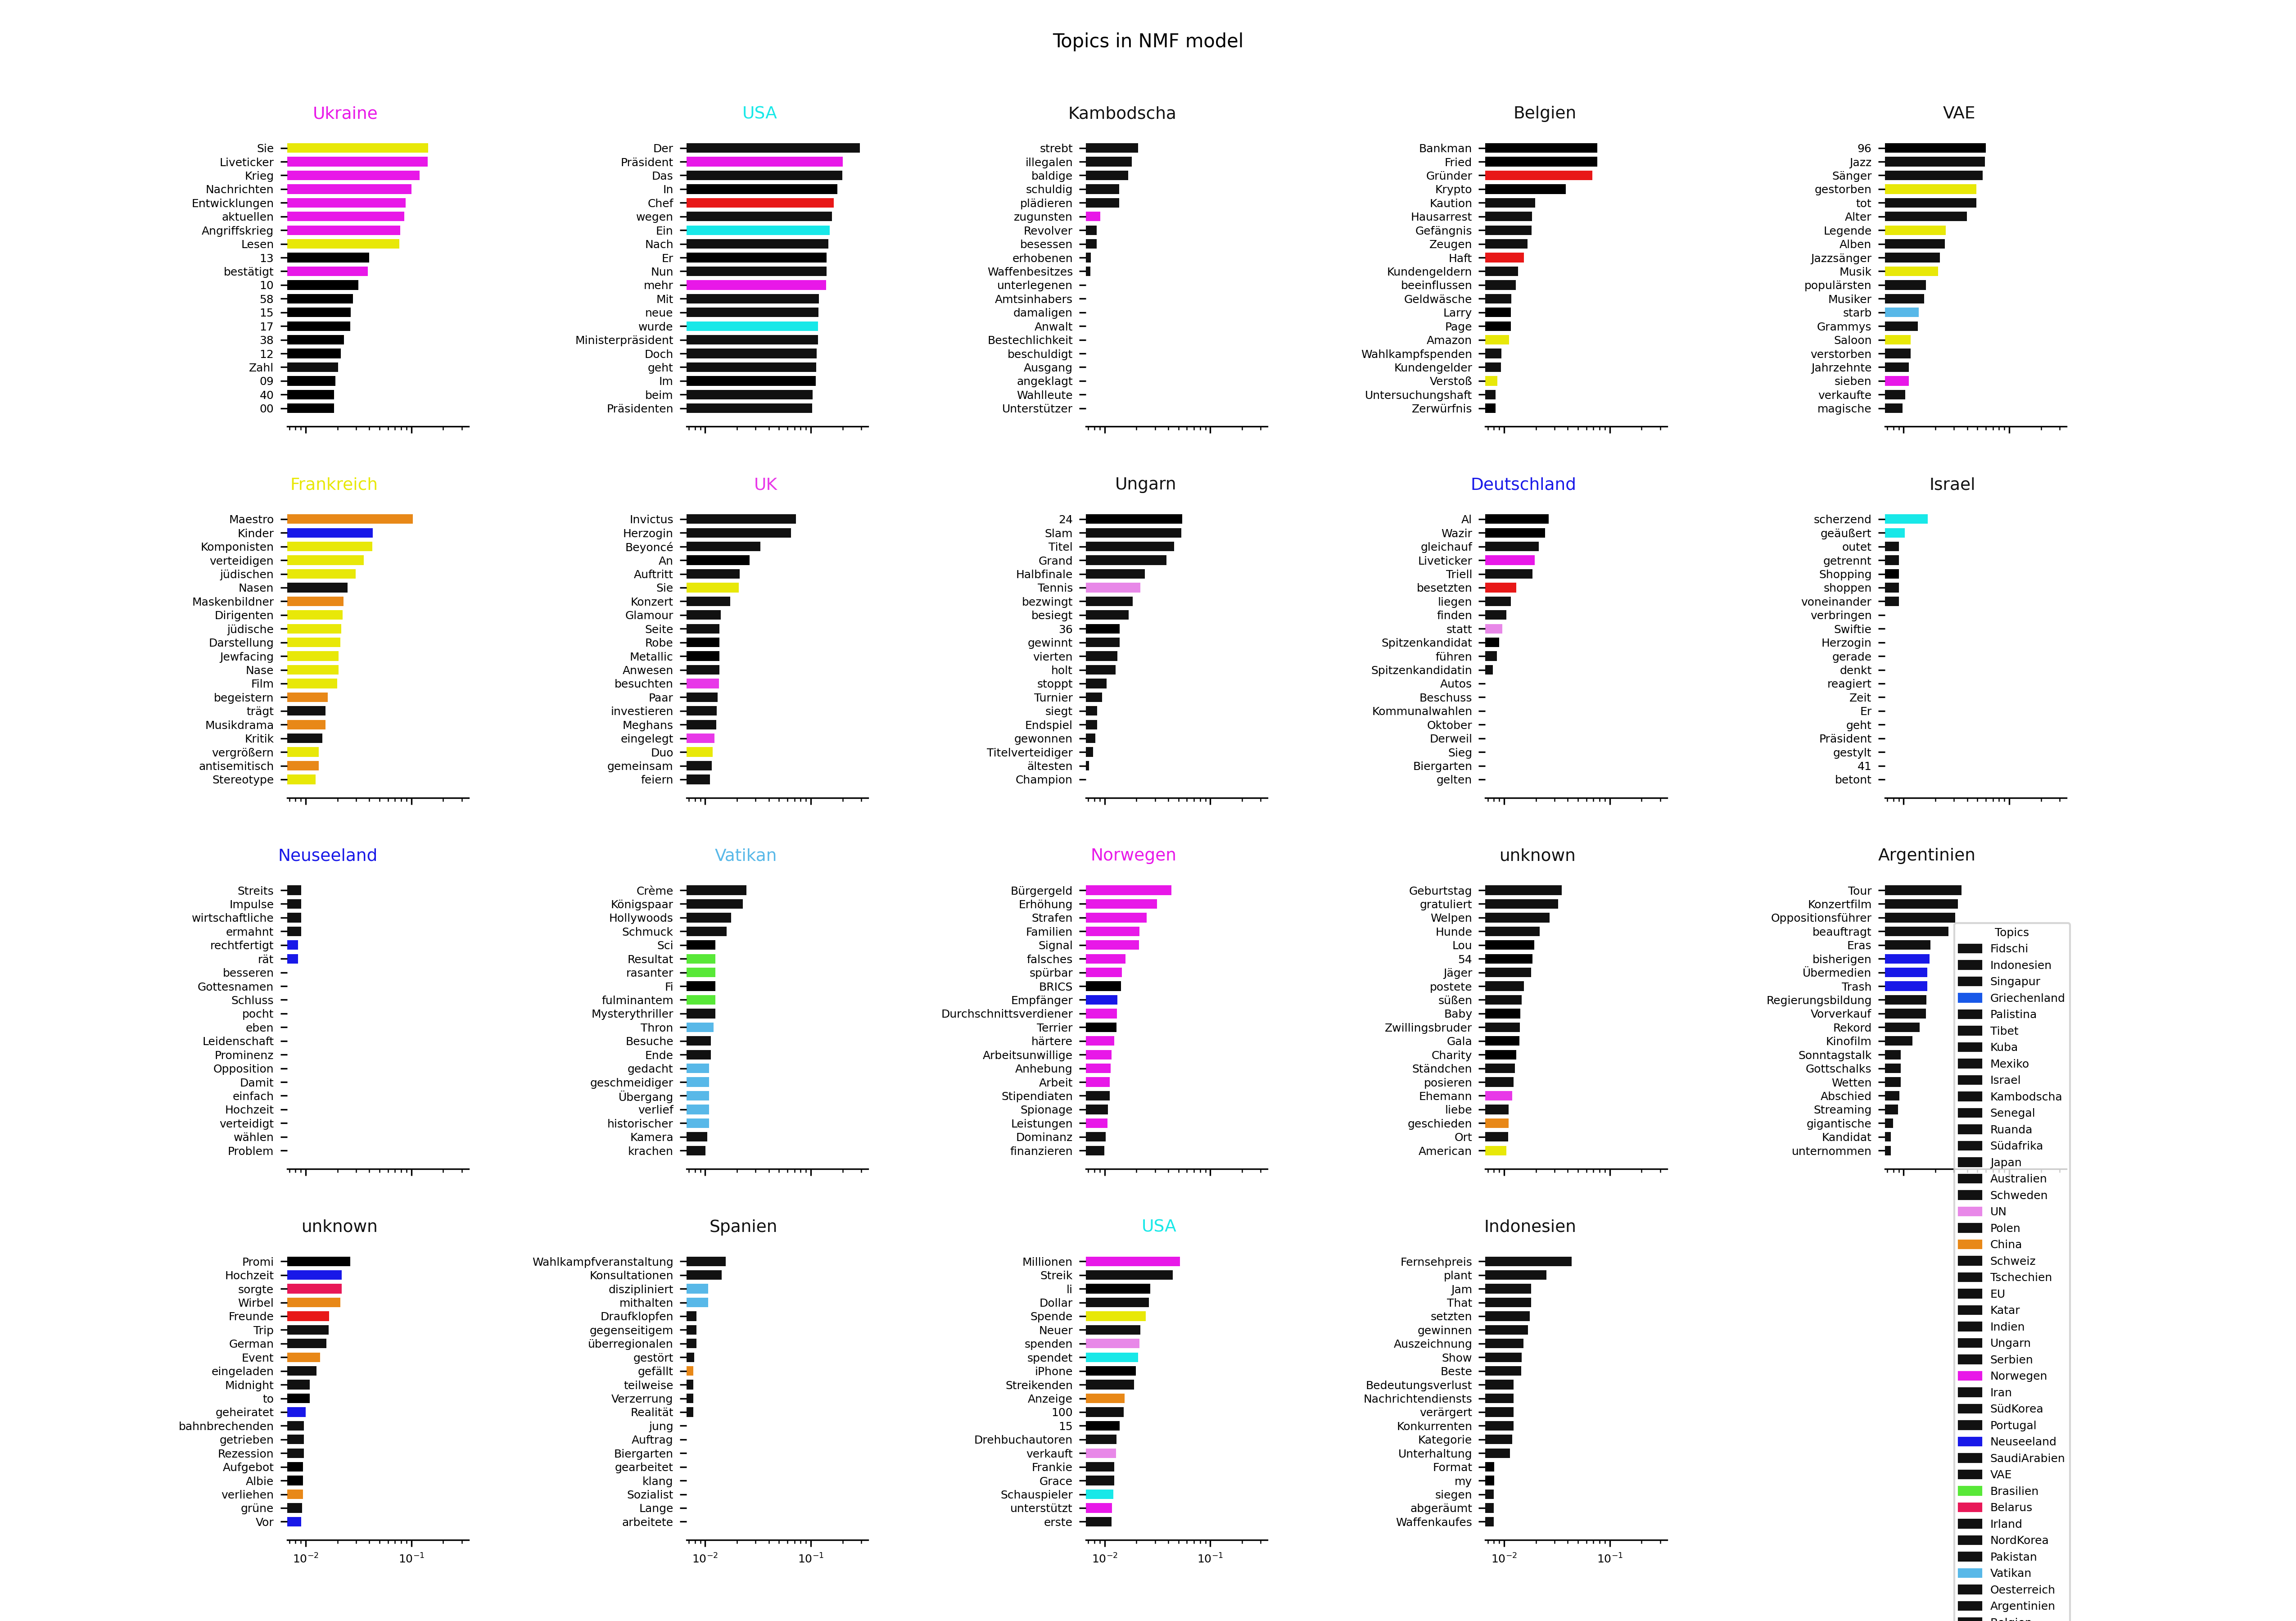 Topics in NMF model
Ukraine
Sie
Liveticker
Krieg
Nachrichten
Entwicklungen
aktuellen
Angriffskrieg
Lesen
13
bestätigt
10
58
15
17
38
12
Zahl
09
40
00
USA
Der
Präsident
Das
In
Chef
wegen
Ein
Nach
Er
Nun
mehr
Mit
neue
wurde
Ministerpräsident
Doch
geht
Im
beim
Präsidenten
Kambodscha
strebt
illegalen
baldige
schuldig
plädieren
zugunsten
Revolver
besessen
erhobenen
Waffenbesitzes
unterlegenen
Amtsinhabers
damaligen
Anwalt
Bestechlichkeit
beschuldigt
Ausgang
angeklagt
Wahlleute
Unterstützer
Belgien
Bankman
Fried
Gründer
Krypto
Kaution
Hausarrest
Gefängnis
Zeugen
Haft
Kundengeldern
beeinflussen
Geldwäsche
Larry
Page
Amazon
Wahlkampfspenden
Kundengelder
Verstoß
Untersuchungshaft
Zerwürfnis
VAE
96
Jazz
Sänger
gestorben
tot
Alter
Legende
Alben
Jazzsänger
Musik
populärsten
Musiker
starb
Grammys
Saloon
verstorben
Jahrzehnte
sieben
verkaufte
magische
Frankreich
Maestro
Kinder
Komponisten
verteidigen
jüdischen
Nasen
Maskenbildner
Dirigenten
jüdische
Darstellung
Jewfacing
Nase
Film
begeistern
trägt
Musikdrama
Kritik
vergrößern
antisemitisch
Stereotype
UK
Invictus
Herzogin
Beyoncé
An
Auftritt
Sie
Konzert
Glamour
Seite
Robe
Metallic
Anwesen
besuchten
Paar
investieren
Meghans
eingelegt
Duo
gemeinsam
feiern
Ungarn
24
Slam
Titel
Grand
Halbfinale
Tennis
bezwingt
besiegt
36
gewinnt
vierten
holt
stoppt
Turnier
siegt
Endspiel
gewonnen
Titelverteidiger
ältesten
Champion
Deutschland
Al
Wazir
gleichauf
Liveticker
Triell
besetzten
liegen
finden
statt
Spitzenkandidat
führen
Spitzenkandidatin
Autos
Beschuss
Kommunalwahlen
Oktober
Derweil
Sieg
Biergarten
gelten
Israel
scherzend
geäußert
outet
getrennt
Shopping
shoppen
voneinander
verbringen
Swiftie
Herzogin
gerade
denkt
reagiert
Zeit
Er
geht
Präsident
gestylt
41
betont
Neuseeland
Streits
Impulse
wirtschaftliche
ermahnt
rechtfertigt
rät
besseren
Gottesnamen
Schluss
pocht
eben
Leidenschaft
Prominenz
Opposition
Damit
einfach
Hochzeit
verteidigt
wählen
Problem
Vatikan
Crème
Königspaar
Hollywoods
Schmuck
Sci
Resultat
rasanter
Fi
fulminantem
Mysterythriller
Thron
Besuche
Ende
gedacht
geschmeidiger
Übergang
verlief
historischer
Kamera
krachen
Norwegen
Bürgergeld
Erhöhung
Strafen
Familien
Signal
falsches
spürbar
BRICS
Empfänger
Durchschnittsverdiener
Terrier
härtere
Arbeitsunwillige
Anhebung
Arbeit
Stipendiaten
Spionage
Leistungen
Dominanz
finanzieren
unknown
Geburtstag
gratuliert
Welpen
Hunde
Lou
54
Jäger
postete
süßen
Baby
Zwillingsbruder
Gala
Charity
Ständchen
posieren
Ehemann
liebe
geschieden
Ort
American
Argentinien
Tour
Konzertfilm
Oppositionsführer
beauftragt
Eras
bisherigen
Übermedien
Trash
Regierungsbildung
Vorverkauf
Rekord
Kinofilm
Sonntagstalk
Gottschalks
Wetten
Abschied
Streaming
gigantische
Kandidat
unternommen
unknown
Promi
Hochzeit
sorgte
Wirbel
Freunde
Trip
German
Event
eingeladen
Midnight
to
geheiratet
bahnbrechenden
getrieben
Rezession
Aufgebot
Albie
verliehen
grüne
Vor
10⁻²
10⁻¹
Spanien
Wahlkampfveranstaltung
Konsultationen
diszipliniert
mithalten
Draufklopfen
gegenseitigem
überregionalen
gestört
gefällt
teilweise
Verzerrung
Realität
jung
Auftrag
Biergarten
gearbeitet
klang
Sozialist
Lange
arbeitete
10⁻²
10⁻¹
USA
Millionen
Streik
li
Dollar
Spende
Neuer
spenden
spendet
iPhone
Streikenden
Anzeige
100
15
Drehbuchautoren
verkauft
Frankie
Grace
Schauspieler
unterstützt
erste
10⁻²
10⁻¹
Indonesien
Fernsehpreis
plant
Jam
That
setzten
gewinnen
Auszeichnung
Show
Beste
Bedeutungsverlust
Nachrichtendiensts
verärgert
Konkurrenten
Kategorie
Unterhaltung
Format
my
siegen
abgeräumt
Waffenkaufes
10⁻²
10⁻¹
Topics
Fidschi
Indonesien
Singapur
Griechenland
Palistina
Tibet
Kuba
Mexiko
Israel
Kambodscha
Senegal
Ruanda
Südafrika
Japan
Australien
Schweden
UN
Polen
China
Schweiz
Tschechien
EU
Katar
Indien
Ungarn
Serbien
Norwegen
Iran
SüdKorea
Portugal
Neuseeland
SaudiArabien
VAE
Brasilien
Belarus
Irland
NordKorea
Pakistan
Vatikan
Oesterreich
Argentinien